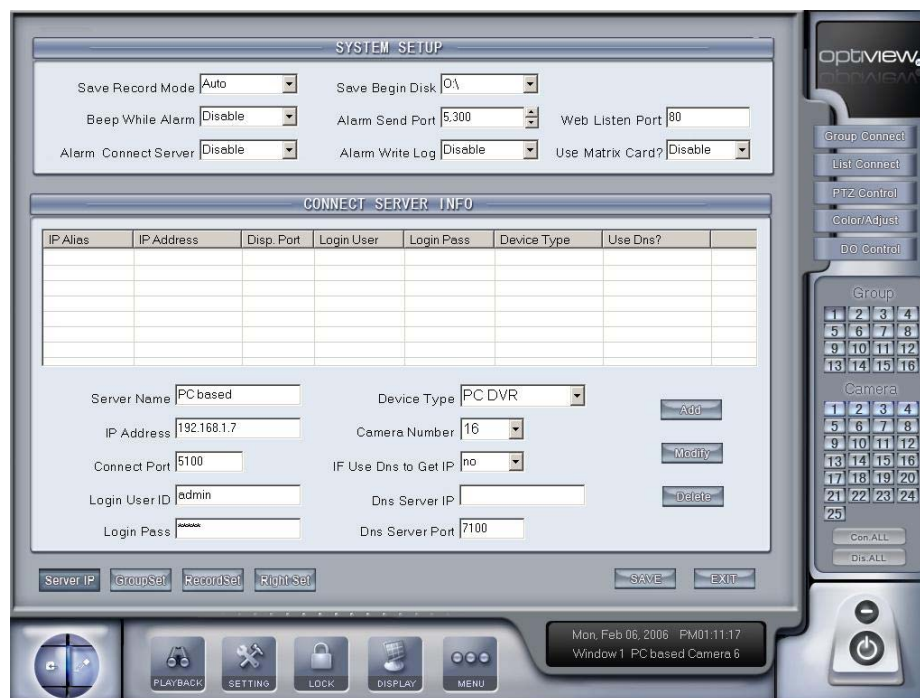 SYSTEM SETUP
Save Record Mode Auto Save Begin Disk O:\
Beep While Alarm Disable Alarm Send Port 5,300 Web Listen Port 80
Alarm Connect Server Disable Alarm Write Log Disable Use Matrix Card? Disable
CONNECT SERVER INFO
IP Alias IP Address Disp. Port Login User Login Pass Device Type Use Dns?
Server Name PC based Device Type PC DVR Add
IP Address 192.168.1.7 Camera Number 16
Connect Port 5100 IF Use Dns to Get IP no Modify
Login User ID admin Dns Server IP Delete
Login Pass ***** Dns Server Port 7100
Server IP GroupSet RecordSet Right Set SAVE EXIT
PLAYBACK SETTING LOCK DISPLAY MENU
Mon, Feb 06, 2006 PM01:11:17
Window 1 PC based Camera 6
optiview
Group Connect
List Connect
PTZ Control
Color/Adjust
DO Control
Group
1 2 3 4
5 6 7 8
9 10 11 12
13 14 15 16
Camera
1 2 3 4
5 6 7 8
9 10 11 12
13 14 15 16
17 18 19 20
21 22 23 24
25
Con.ALL
Dis.ALL